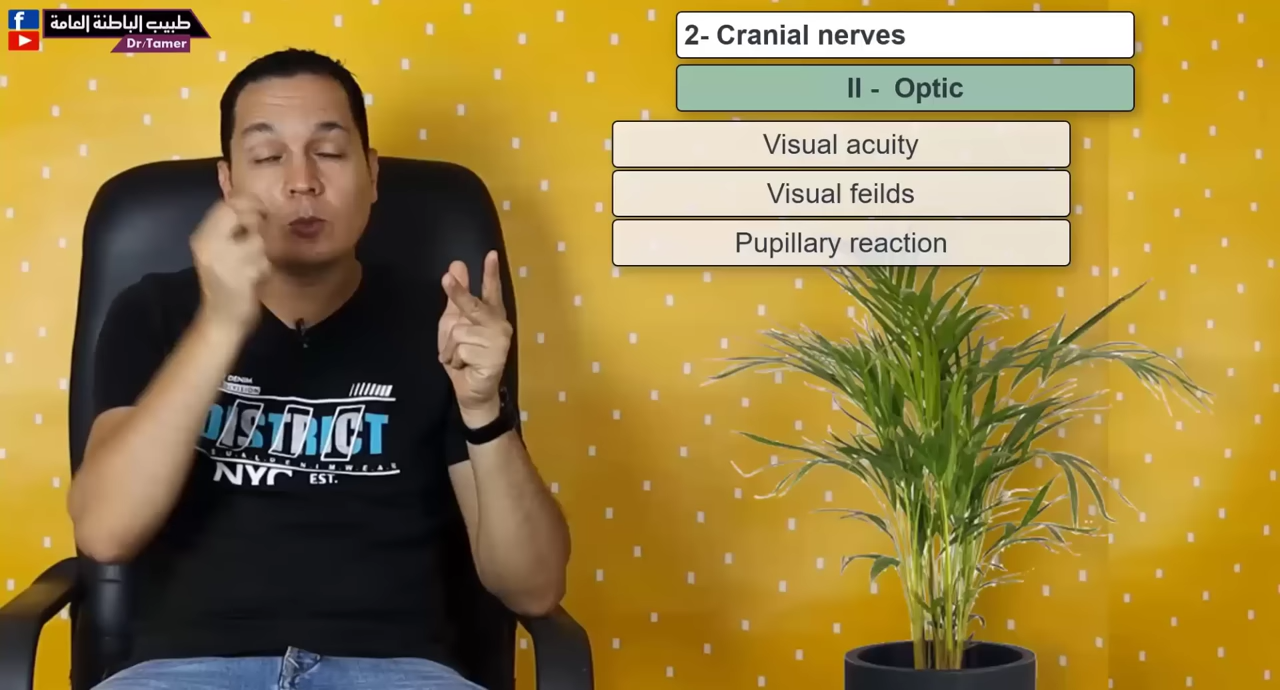 طبيب الباطنة العامة
Dr/Tamer
2- Cranial nerves
II - Optic
Visual acuity
Visual feilds
Pupillary reaction
DENIM
DISTRICT
NYC EST.